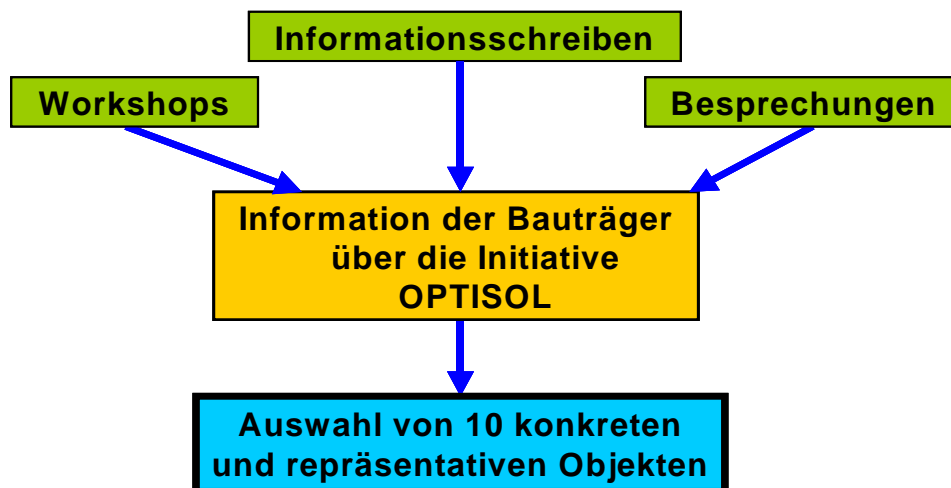 Informationsschreiben
Workshops
Besprechungen
Information der Bauträger
über die Initiative
OPTISOL
Auswahl von 10 konkreten
und repräsentativen Objekten